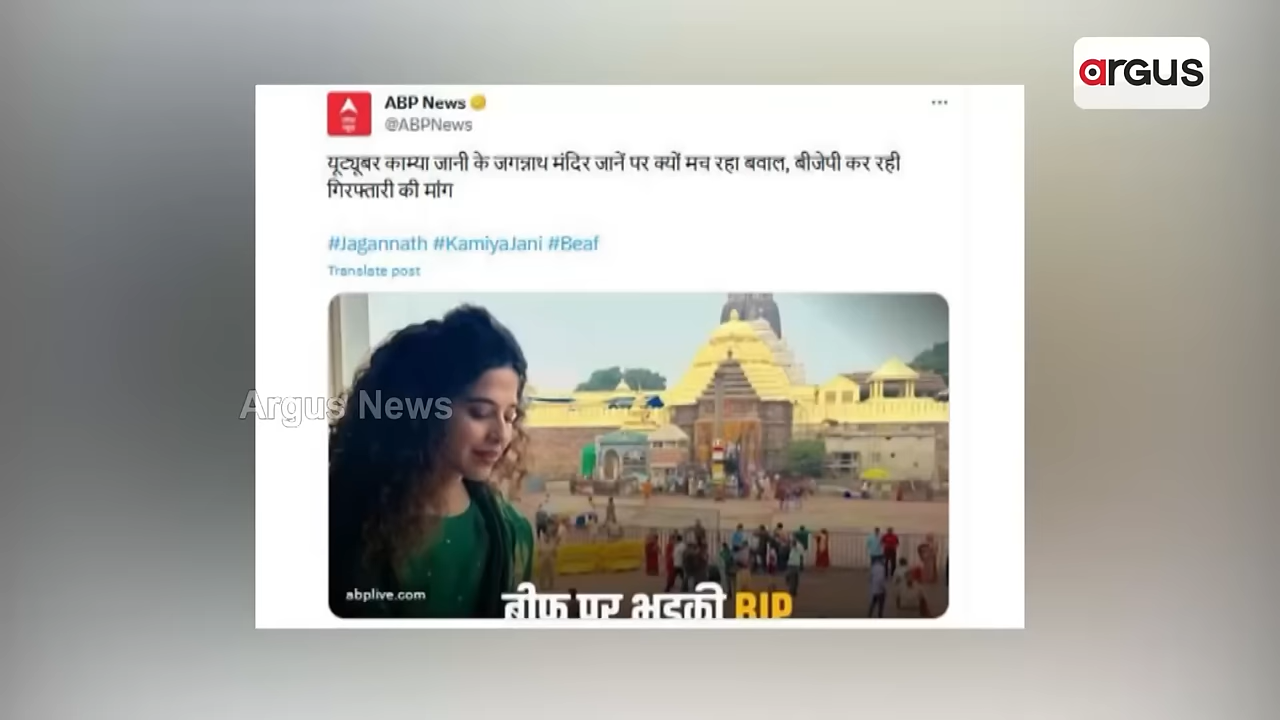 argus
ABP News
@ABPNews
यूट्यूबर काम्या जानी के जगन्नाथ मंदिर जानें पर क्यों मच रहा बवाल, बीजेपी कर रही
गिरफ्तारी की मांग
#Jagannath #KamiyaJani #Beaf
Translate post
Argus News
abplive.com
बीफ पर भड़की BJP